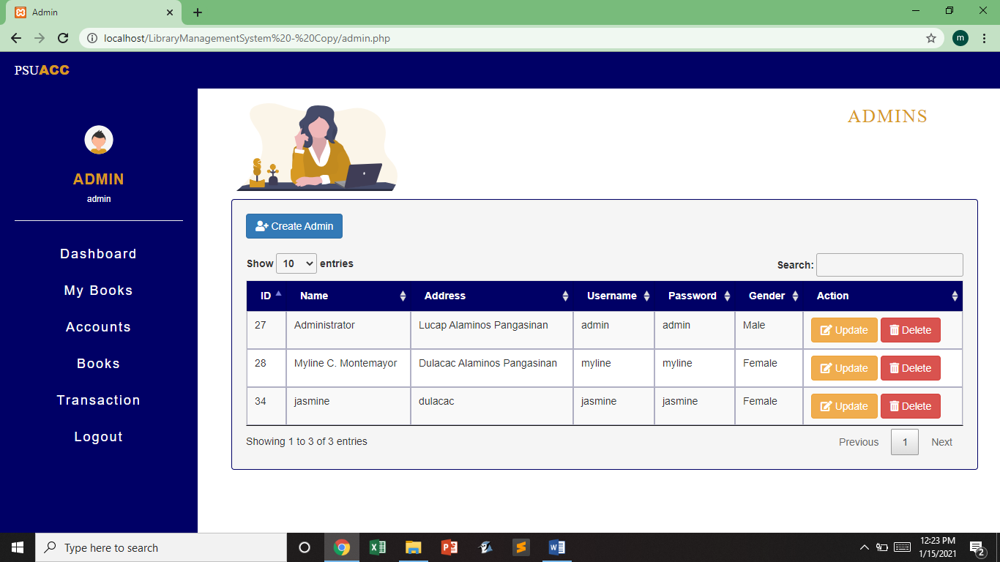 Admin
localhost/LibraryManagementSystem%20-%20Copy/admin.php
m
PSUACC
ADMIN
admin
Dashboard
My Books
Accounts
Books
Transaction
Logout
ADMINS
Create Admin
Show 10 entries
Search:
ID Name Address Username Password Gender Action
27 Administrator Lucap Alaminos Pangasinan admin admin Male Update Delete
28 Myline C. Montemayor Dulacac Alaminos Pangasinan myline myline Female Update Delete
34 jasmine dulacac jasmine jasmine Female Update Delete
Showing 1 to 3 of 3 entries
Previous 1 Next
Type here to search
12:23 PM
1/15/2021
2